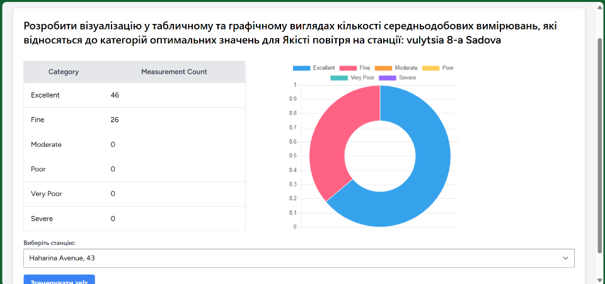 Розробити візуалізацію у табличному та графічному виглядах кількості середньодобових вимірювань, які
відносяться до категорій оптимальних значень для Якісті повітря на станції: vulytsia 8-a Sadova
Category Measurement Count
Excellent 46
Fine 26
Moderate 0
Poor 0
Very Poor 0
Severe 0
Excellent Fine Moderate Poor
Very Poor Severe
1
0.9
0.8
0.7
0.6
0.5
0.4
0.3
0.2
0.1
0
Виберіть станцію:
Haharina Avenue, 43
Згенерувати звіт